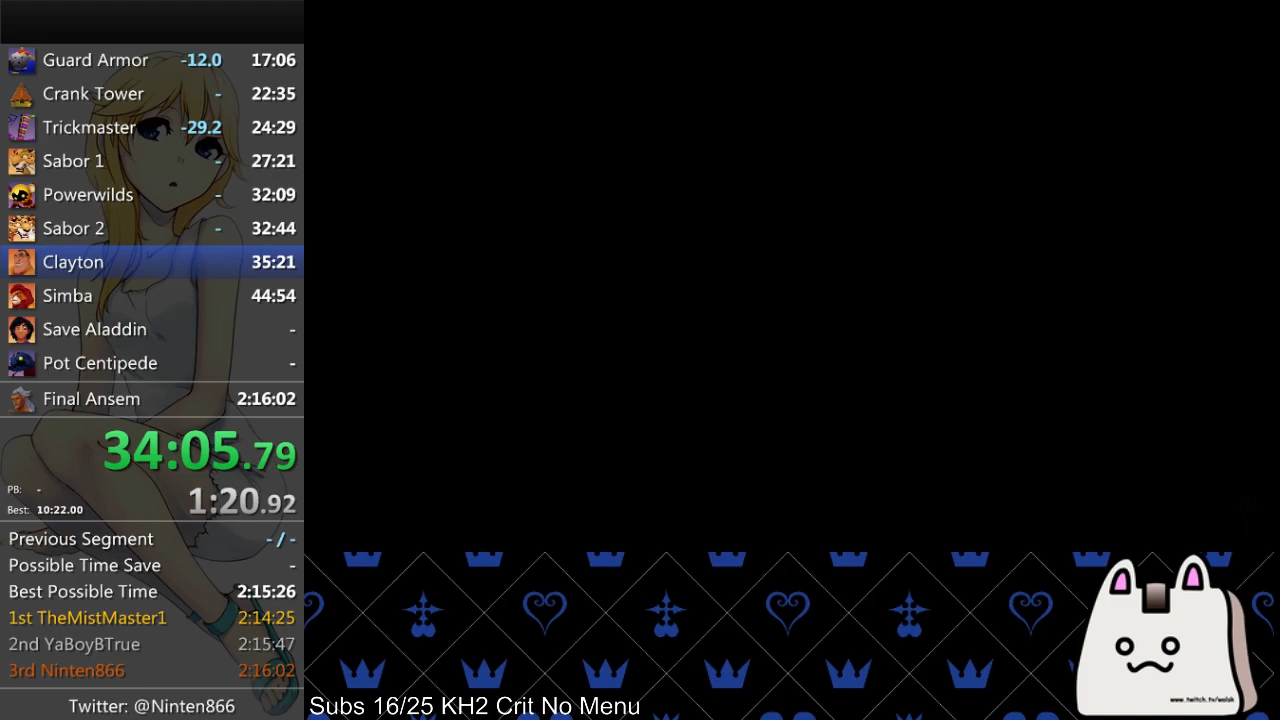 Guard Armor -12.0 17:06
Crank Tower - 22:35
Trickmaster -29.2 24:29
Sabor 1 - 27:21
Powerwilds - 32:09
Sabor 2 - 32:44
Clayton 35:21
Simba 44:54
Save Aladdin -
Pot Centipede -
Final Ansem 2:16:02
34:05.79
PB: -
1:20.92
Best: 10:22.00
Previous Segment - / -
Possible Time Save -
Best Possible Time 2:15:26
1st TheMistMaster1 2:14:25
2nd YaBoyBTrue 2:15:47
3rd Ninten866 2:16:02
Twitter: @Ninten866
Subs 16/25 KH2 Crit No Menu
www.twitch.tv/wolsk